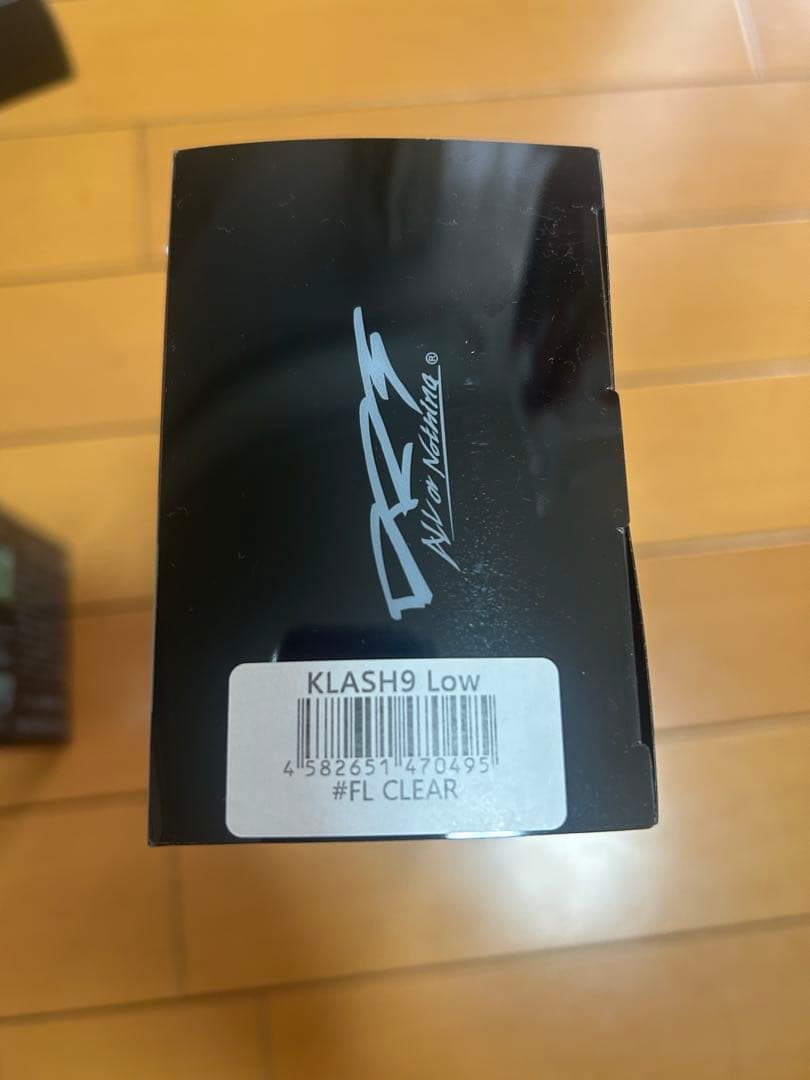 DRT
All or Nothing®
KLASH9 Low
4 582651 470495
#FL CLEAR